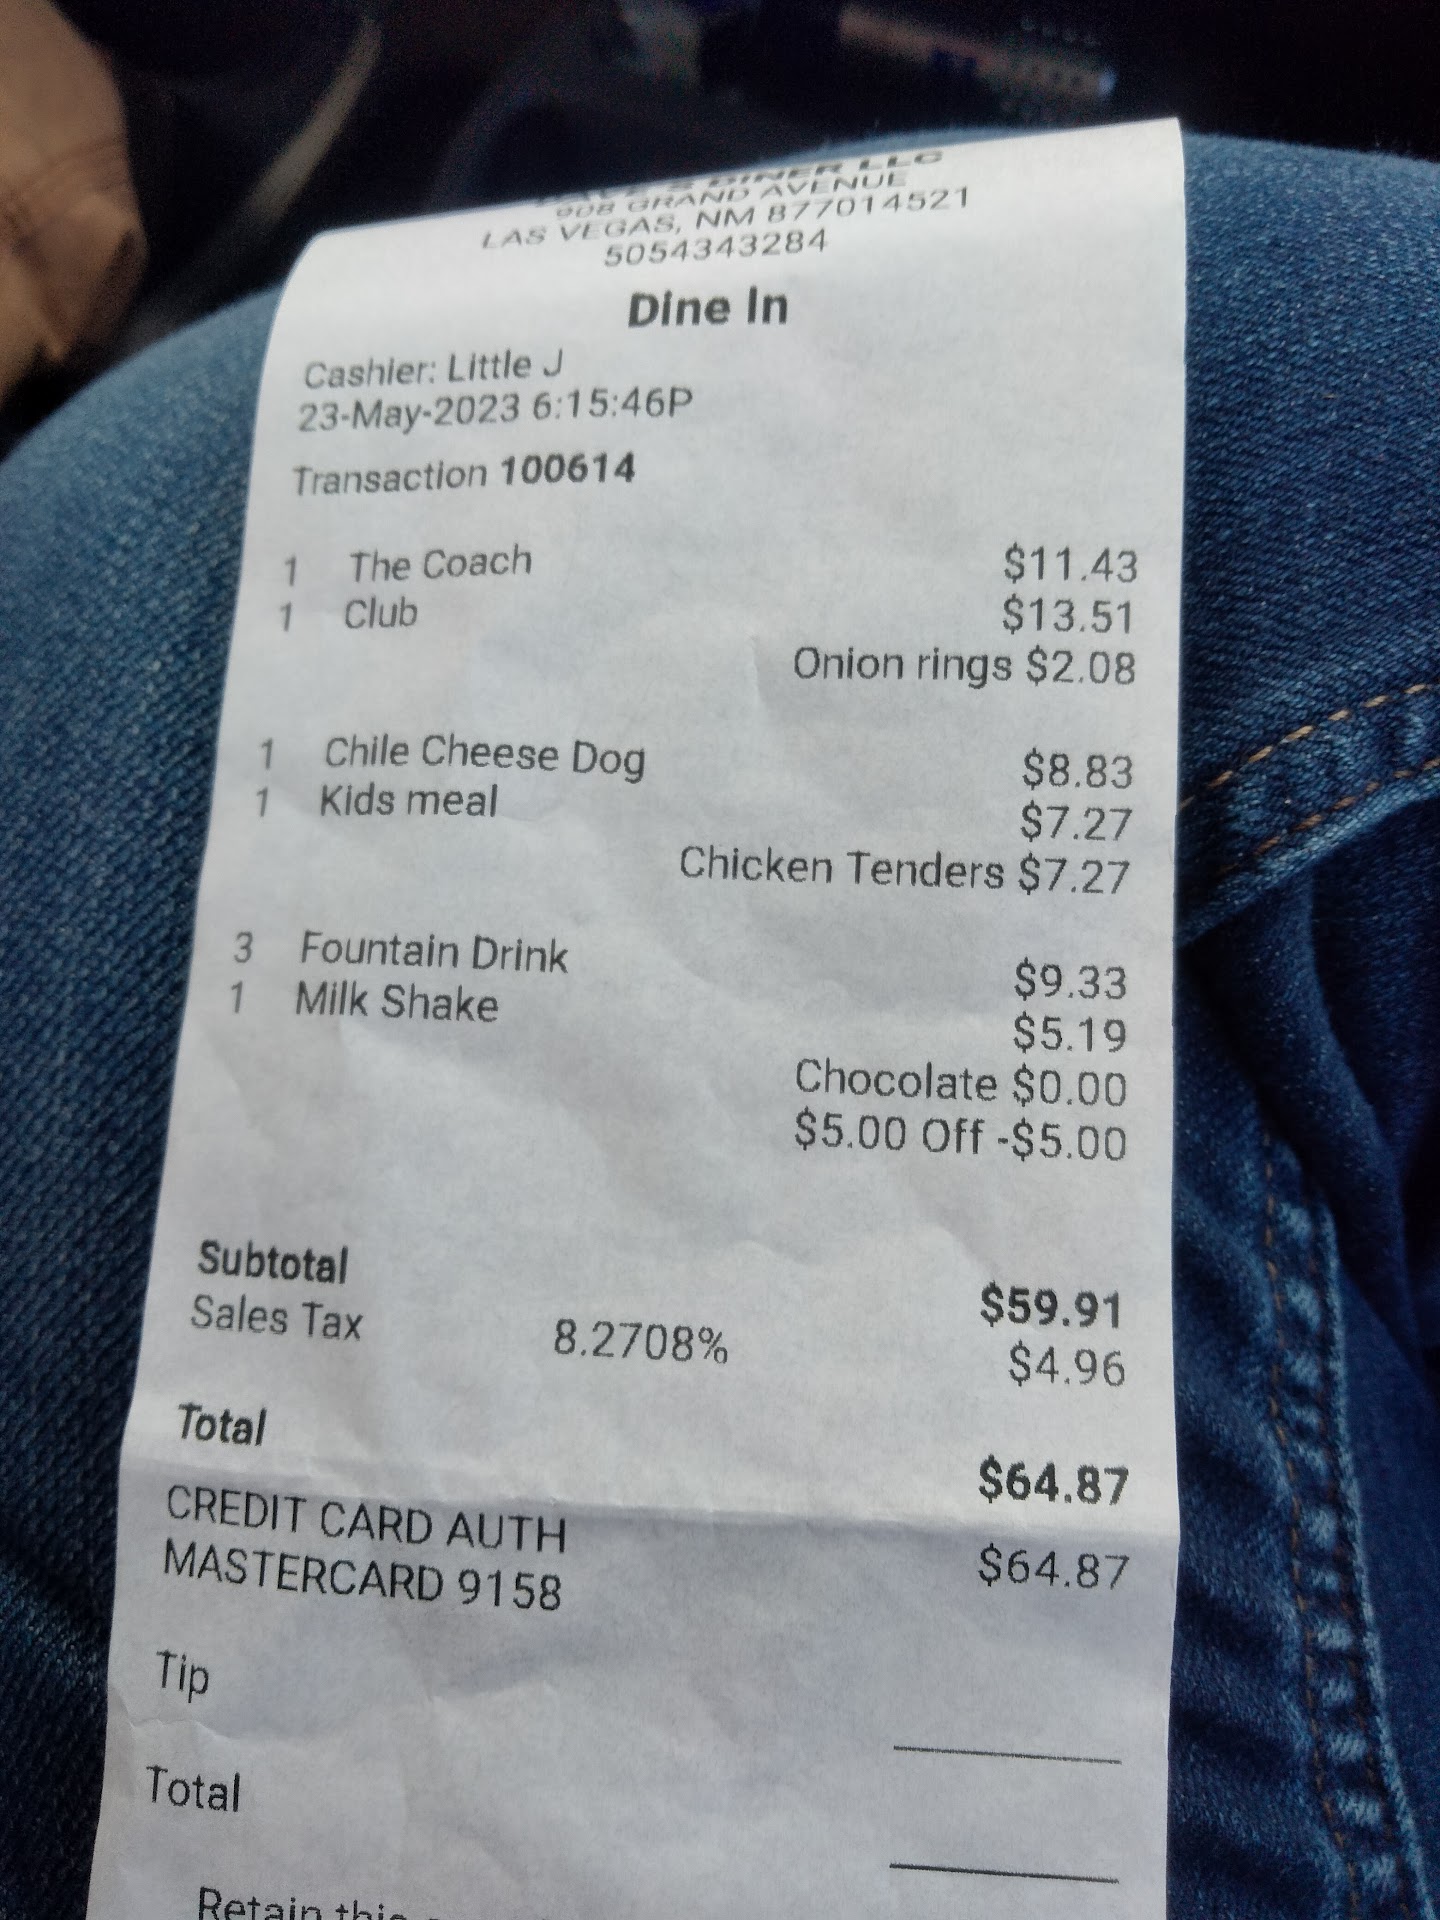 DINER LLC
908 GRAND AVENUE
LAS VEGAS, NM 877014521
5054343284
Dine In
Cashier: Little J
23-May-2023 6:15:46P
Transaction 100614
1 The Coach $11.43
1 Club $13.51
Onion rings $2.08
1 Chile Cheese Dog $8.83
1 Kids meal $7.27
Chicken Tenders $7.27
3 Fountain Drink $9.33
1 Milk Shake $5.19
Chocolate $0.00
$5.00 Off -$5.00
Subtotal $59.91
Sales Tax 8.2708% $4.96
Total $64.87
CREDIT CARD AUTH $64.87
MASTERCARD 9158
Tip
Total
Retain this